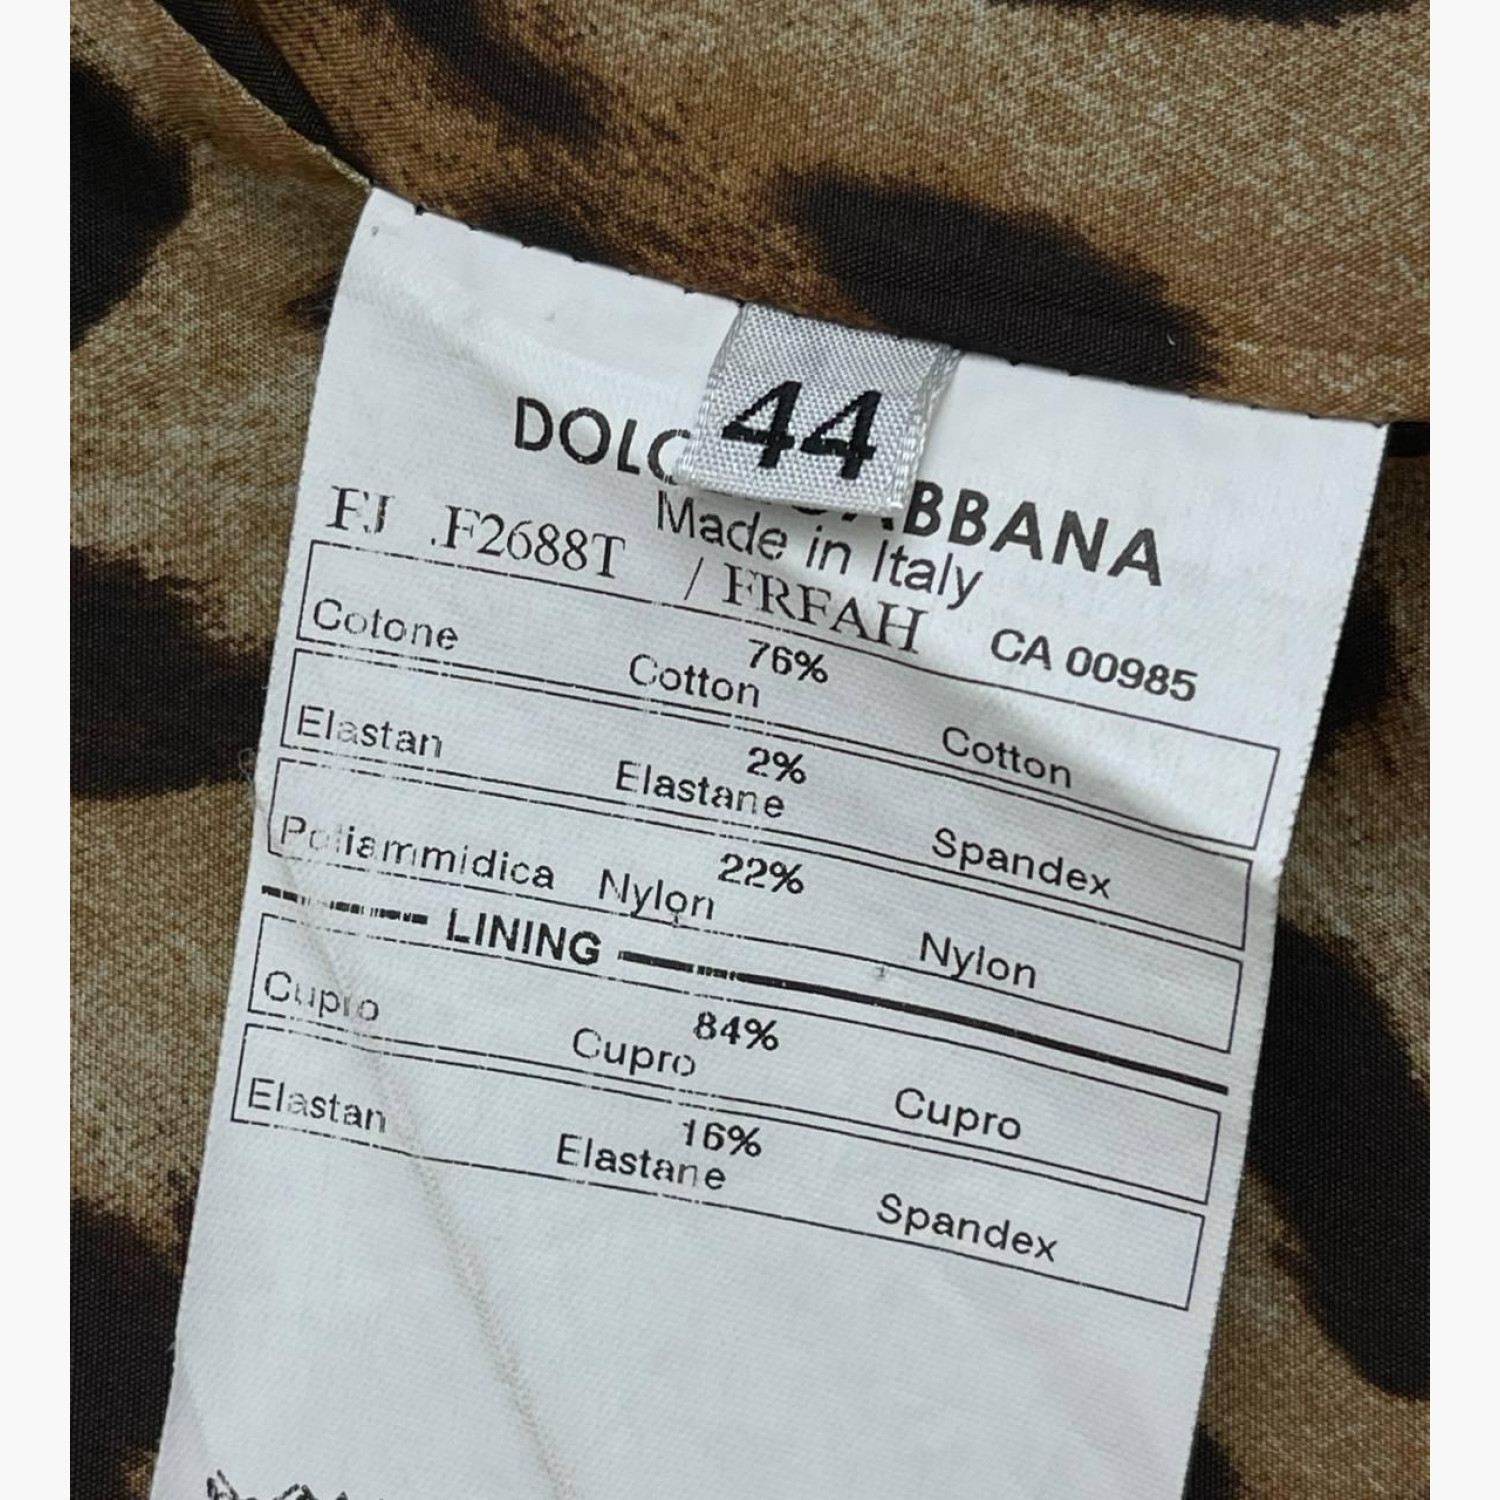 44
DOLC ABBANA
Made in Italy
FJ .F2688T / FRFAH CA 00985
76%
Cotone Cotton Cotton
2%
Elastan Elastane Spandex
22%
Poliammidica Nylon Nylon
LINING
84%
Cupro Cupro Cupro
16%
Elastan Elastane Spandex